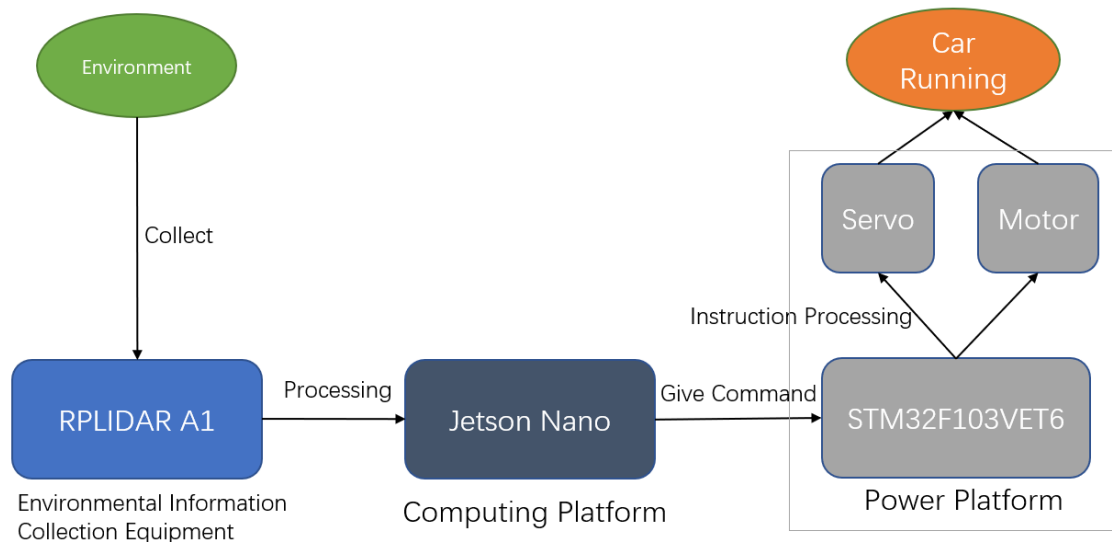 Environment
Car
Running
Servo
Motor
Collect
Instruction Processing
Processing
Give Command
RPLIDAR A1
Jetson Nano
STM32F103VET6
Environmental Information
Collection Equipment
Computing Platform
Power Platform